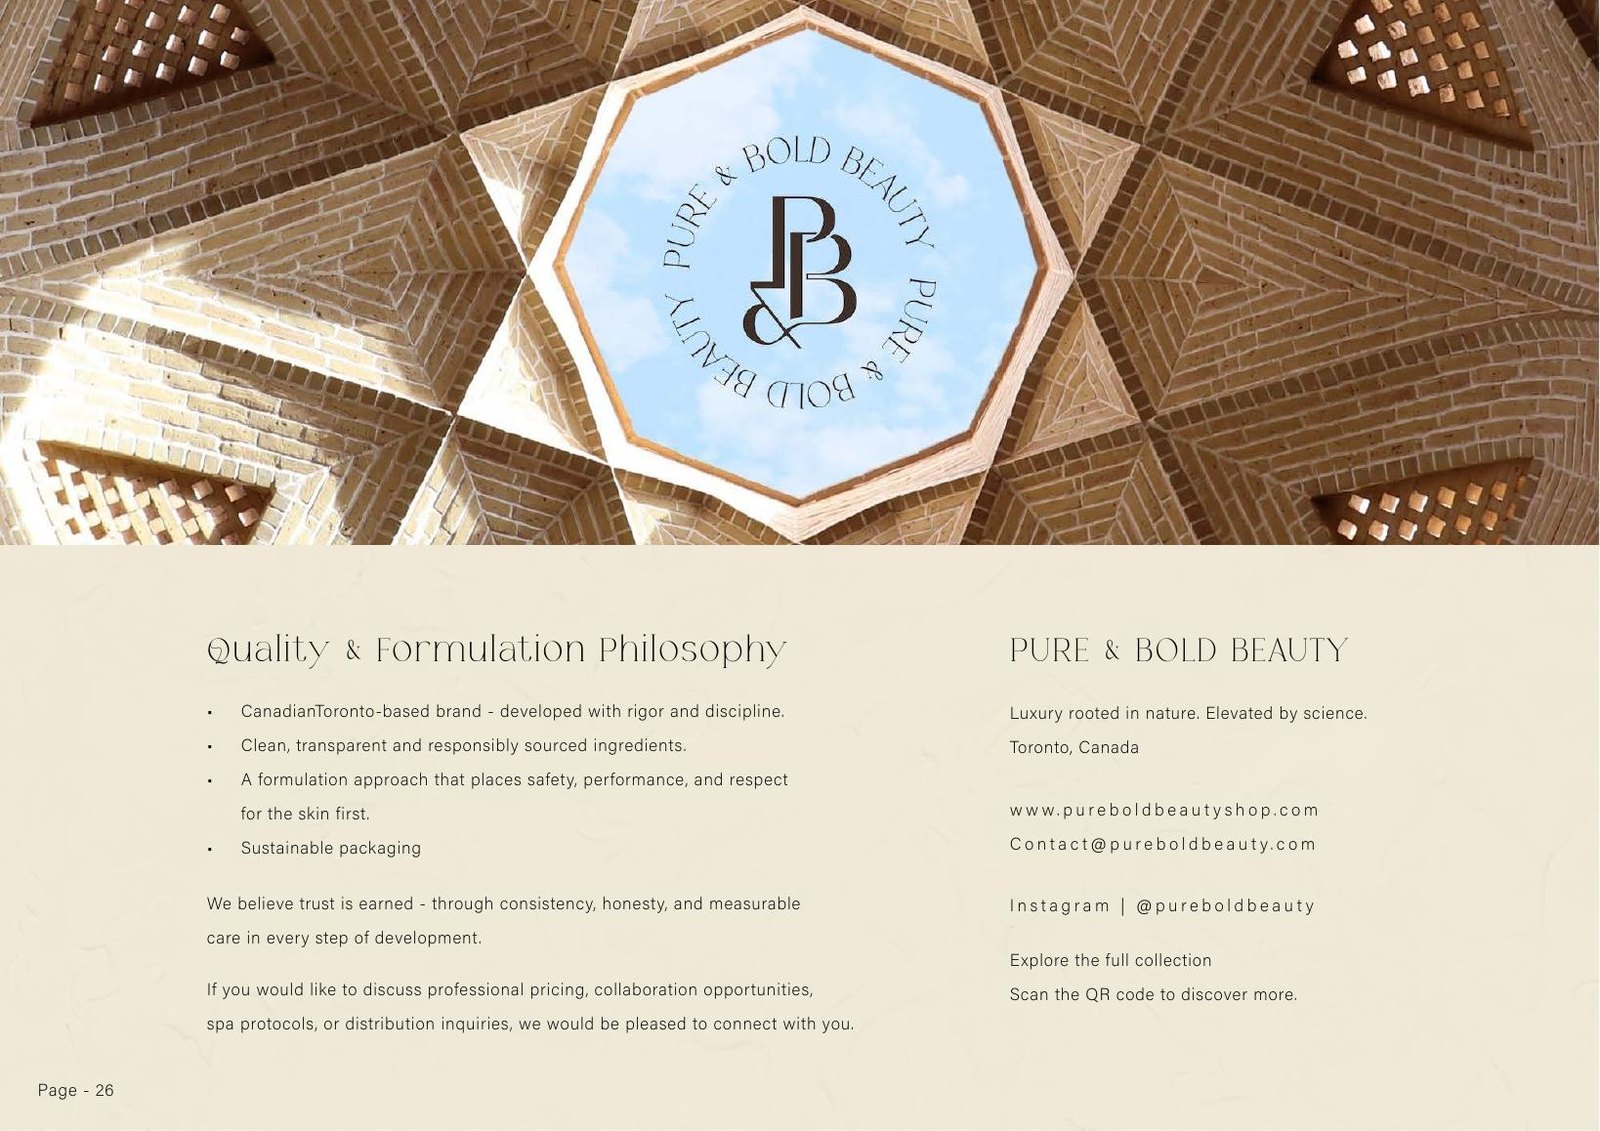 PURE & BOLD BEAUTY PURE & BOLD BEAUTY
P&B
Quality & Formulation Philosophy
• CanadianToronto-based brand - developed with rigor and discipline.
• Clean, transparent and responsibly sourced ingredients.
• A formulation approach that places safety, performance, and respect
for the skin first.
• Sustainable packaging
We believe trust is earned - through consistency, honesty, and measurable
care in every step of development.
If you would like to discuss professional pricing, collaboration opportunities,
spa protocols, or distribution inquiries, we would be pleased to connect with you.
PURE & BOLD BEAUTY
Luxury rooted in nature. Elevated by science.
Toronto, Canada
www.pureboldbeautyshop.com
Contact@pureboldbeauty.com
Instagram | @pureboldbeauty
Explore the full collection
Scan the QR code to discover more.
Page - 26